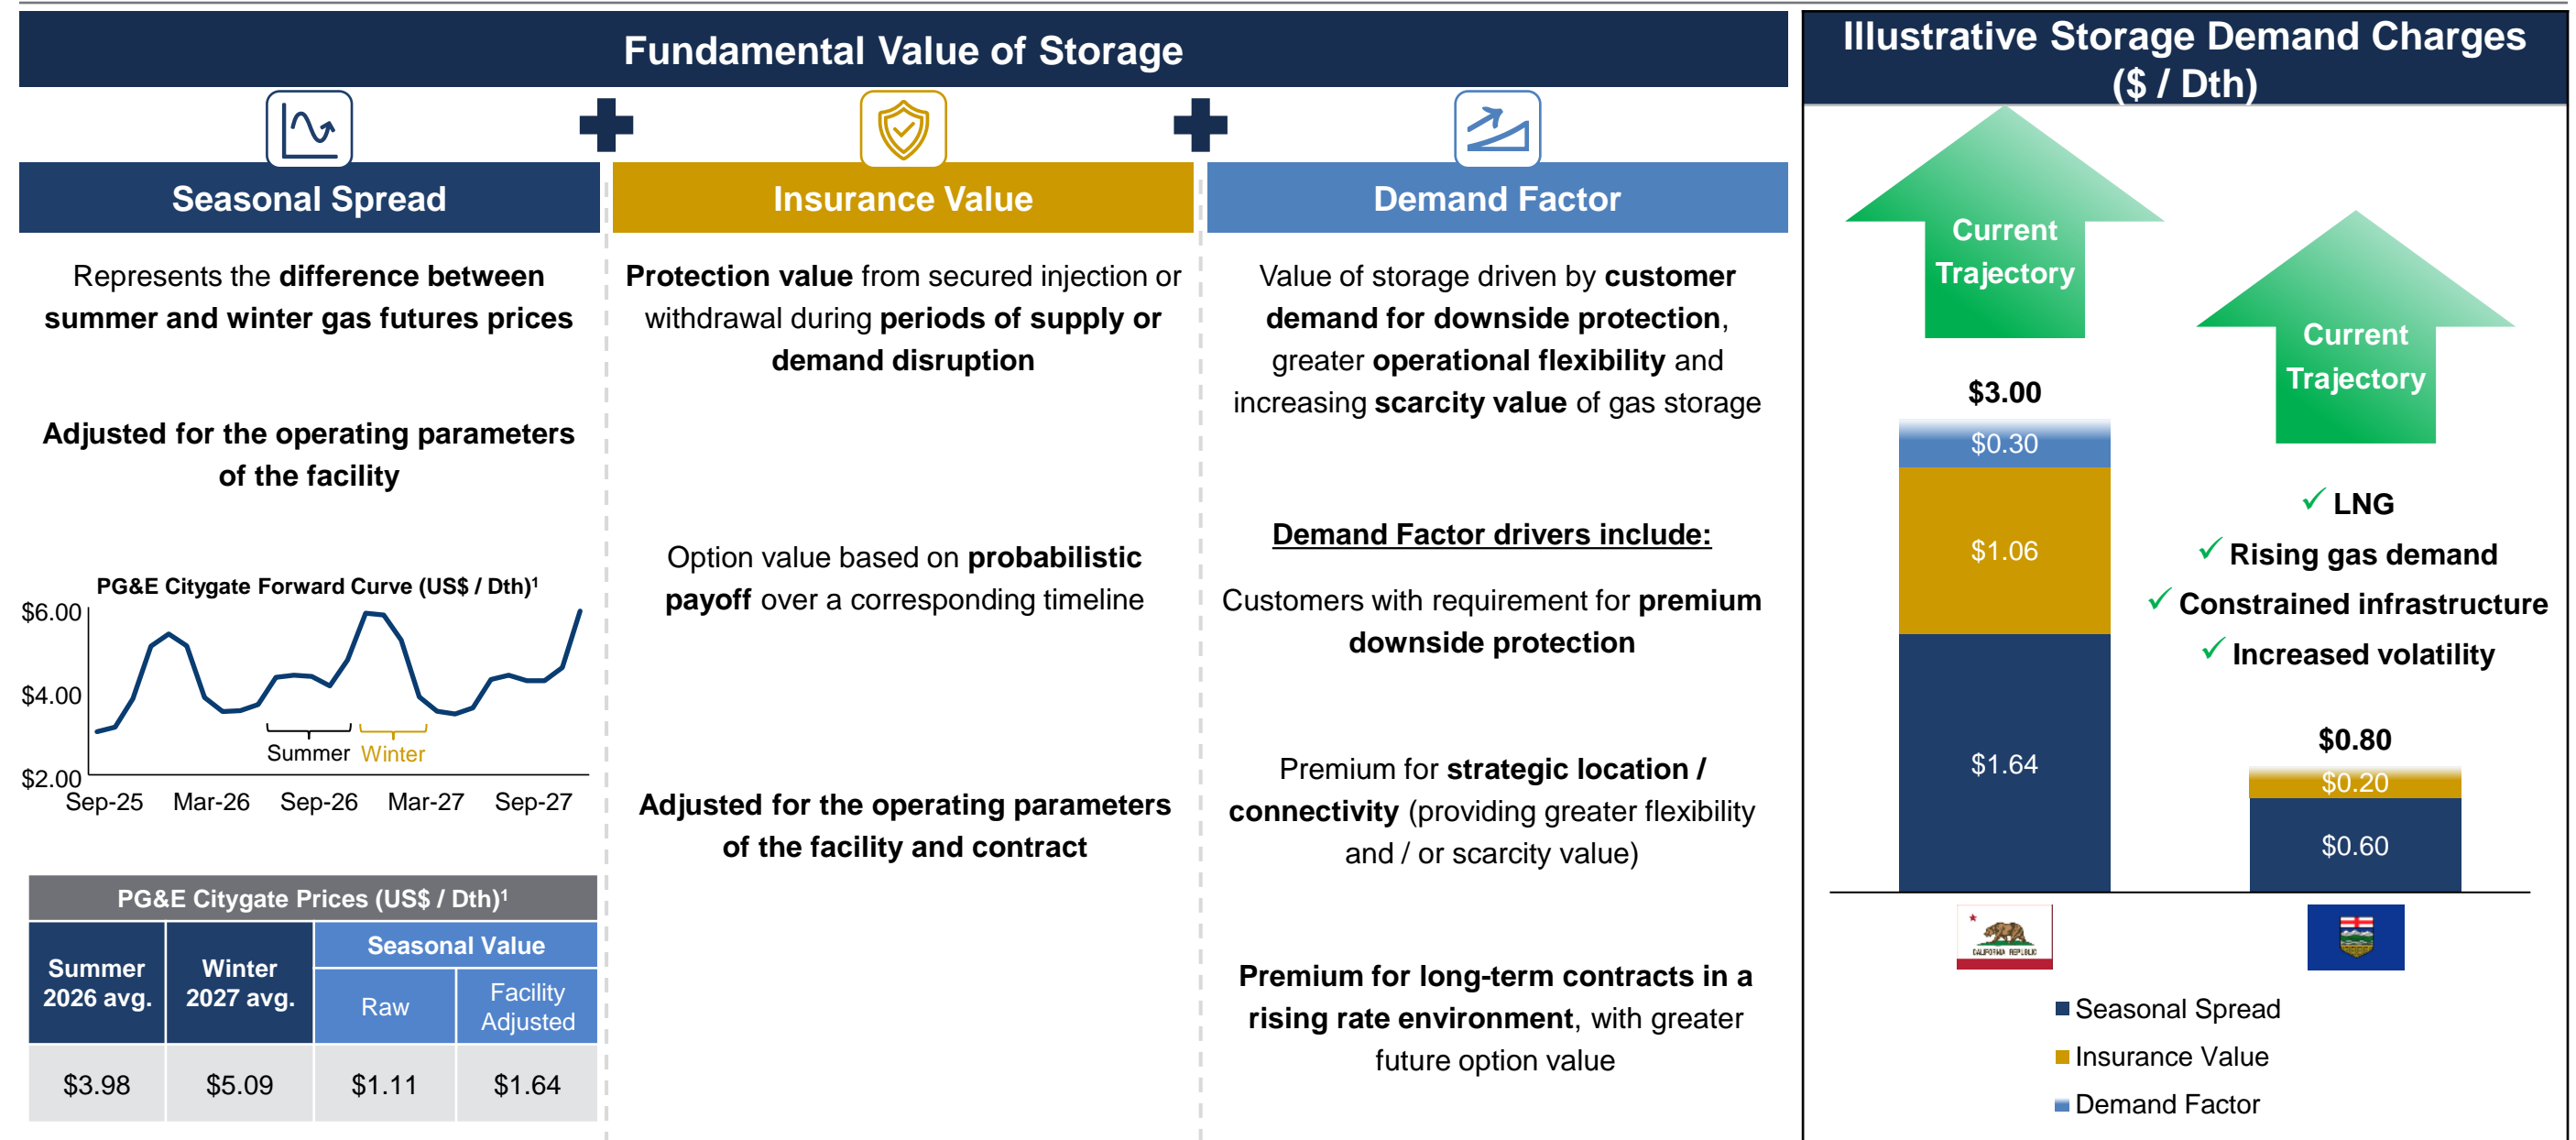 Fundamental Value of Storage
Seasonal Spread
Represents the difference between
summer and winter gas futures prices
Adjusted for the operating parameters
of the facility
PG&E Citygate Forward Curve (US$ / Dth)¹
$6.00
$4.00
$2.00
Summer Winter
Sep-25 Mar-26 Sep-26 Mar-27 Sep-27
PG&E Citygate Prices (US$ / Dth)¹
Summer
2026 avg.
Winter
2027 avg.
Seasonal Value
Raw
Facility
Adjusted
$3.98 $5.09 $1.11 $1.64
Insurance Value
Protection value from secured injection or
withdrawal during periods of supply or
demand disruption
Option value based on probabilistic
payoff over a corresponding timeline
Adjusted for the operating parameters
of the facility and contract
Demand Factor
Value of storage driven by customer
demand for downside protection,
greater operational flexibility and
increasing scarcity value of gas storage
Demand Factor drivers include:
Customers with requirement for premium
downside protection
Premium for strategic location /
connectivity (providing greater flexibility
and / or scarcity value)
Premium for long-term contracts in a
rising rate environment, with greater
future option value
Illustrative Storage Demand Charges
($ / Dth)
Current
Trajectory
$3.00
$0.30
$1.06
$1.64
CALIFORNIA REPUBLIC
Current
Trajectory
✓ LNG
✓ Rising gas demand
✓ Constrained infrastructure
✓ Increased volatility
$0.80
$0.20
$0.60
Seasonal Spread
Insurance Value
Demand Factor